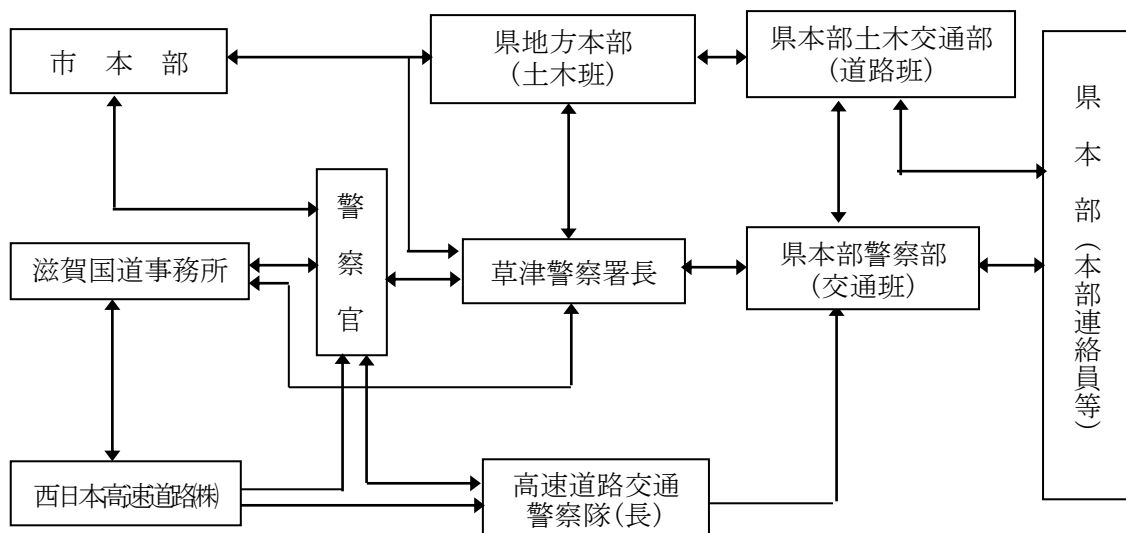 市　本　部
県地方本部
(土木班)
県本部土木交通部
(道路班)
県本部(本部連絡員等)
警察官
滋賀国道事務所
草津警察署長
県本部警察部
(交通班)
西日本高速道路㈱
高速道路交通
警察隊(長)